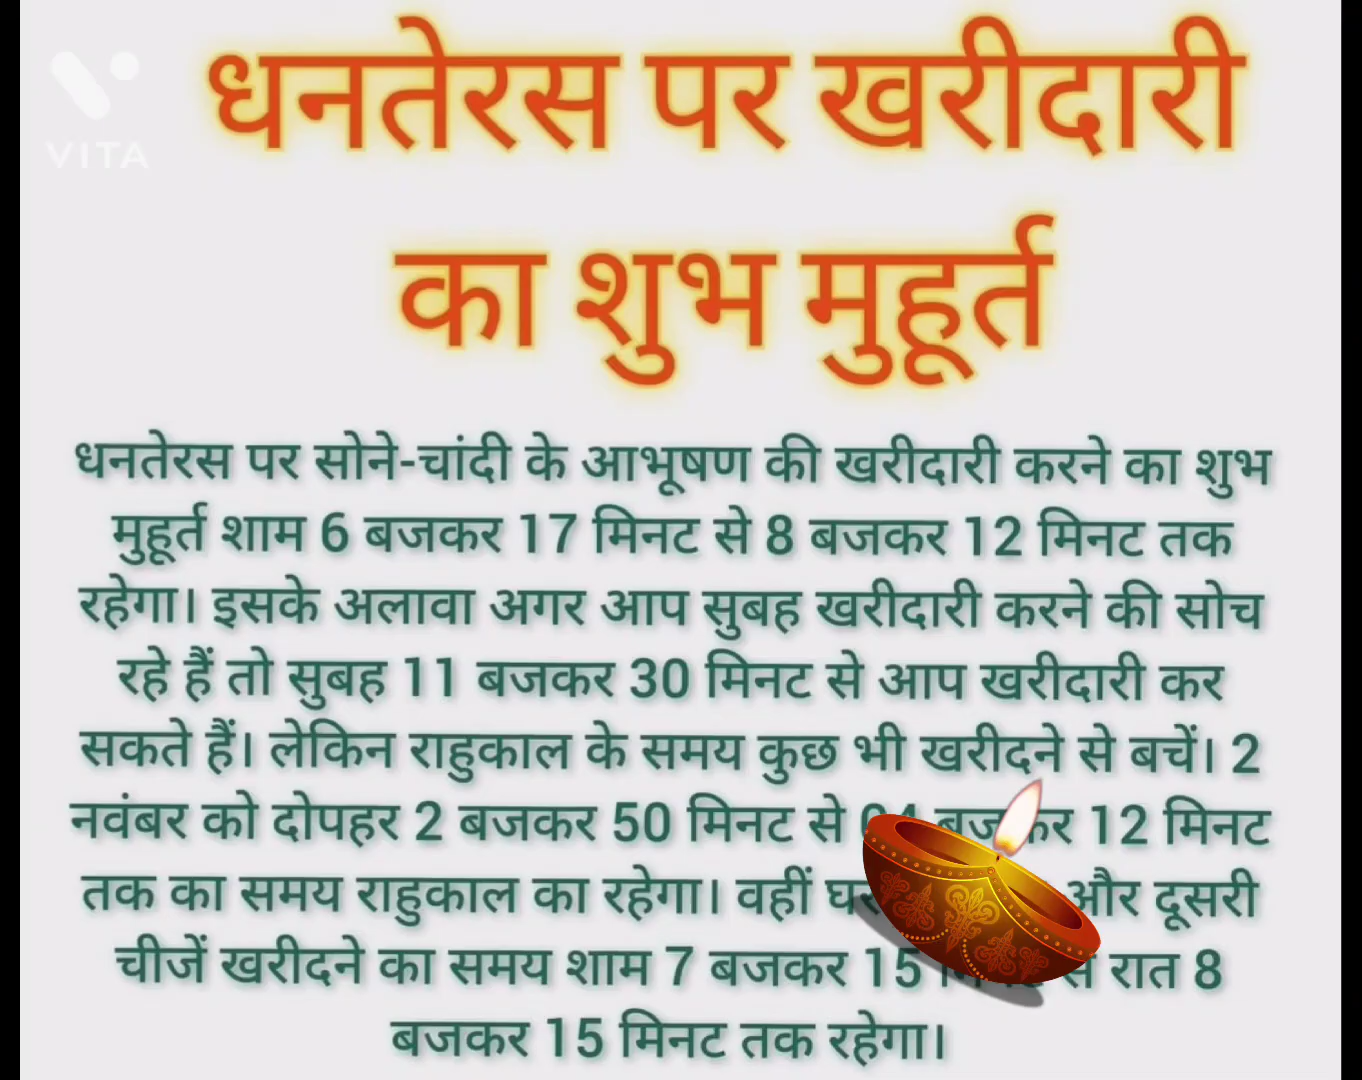 VITA
धनतेरस पर खरीदारी
का शुभ मुहूर्त
धनतेरस पर सोने-चांदी के आभूषण की खरीदारी करने का शुभ
मुहूर्त शाम 6 बजकर 17 मिनट से 8 बजकर 12 मिनट तक
रहेगा। इसके अलावा अगर आप सुबह खरीदारी करने की सोच
रहे हैं तो सुबह 11 बजकर 30 मिनट से आप खरीदारी कर
सकते हैं। लेकिन राहुकाल के समय कुछ भी खरीदने से बचें। 2
नवंबर को दोपहर 2 बजकर 50 मिनट से 04 बजकर 12 मिनट
तक का समय राहुकाल का रहेगा। वहीं और दूसरी
चीजें खरीदने का समय शाम 7 बजकर 15 मिनट से रात 8
बजकर 15 मिनट तक रहेगा।